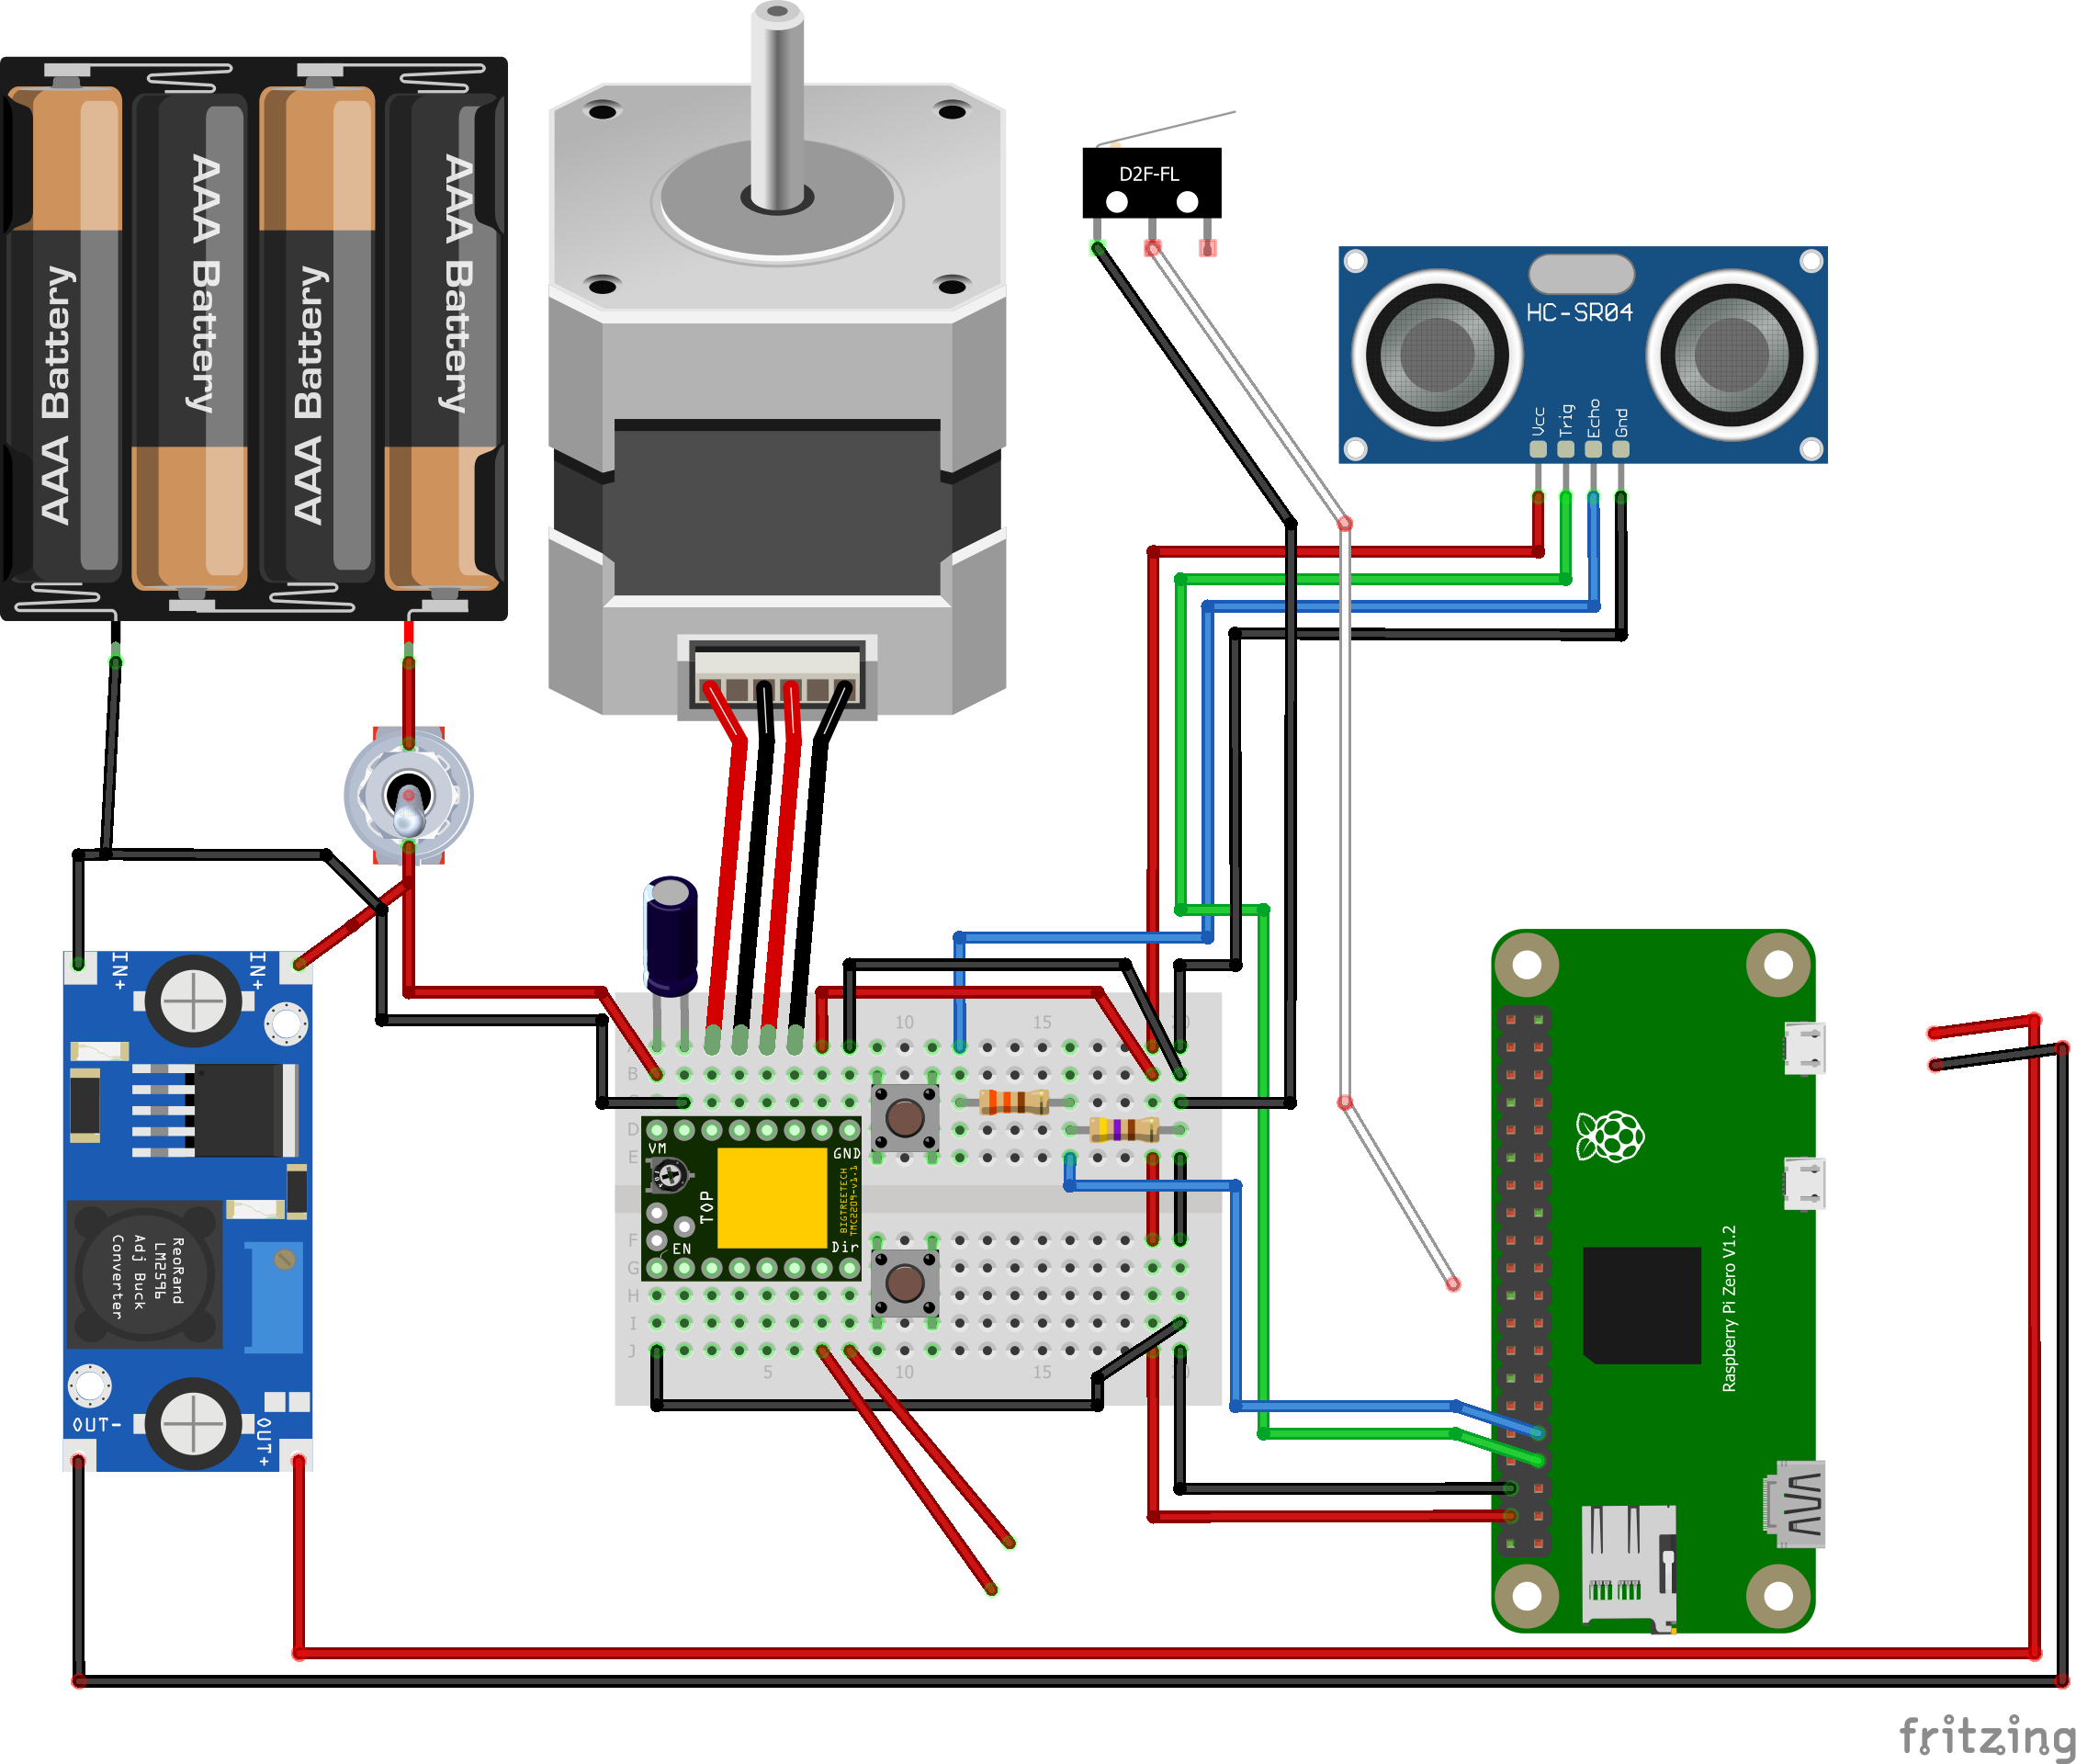 AAA Battery
AAA Battery
AAA Battery
AAA Battery
D2F-FL
HC-SR04
Vcc
Trig
Echo
Gnd
IN+
IN+
ReoRand
LM2596
Adj Buck
Converter
OUT-
OUT+
10
15
20
A
B
C
D
E
F
G
H
I
J
5
10
15
20
VM
GND
TOP
BIGTREETECH
TMC2209-v1.1
EN
Dir
Raspberry Pi Zero V1.2
fritzing